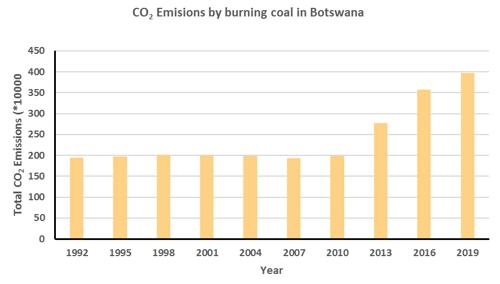 CO₂ Emisions by burning coal in Botswana
Total CO₂ Emissions (*10000
450
400
350
300
250
200
150
100
50
0
1992 1995 1998 2001 2004 2007 2010 2013 2016 2019
Year